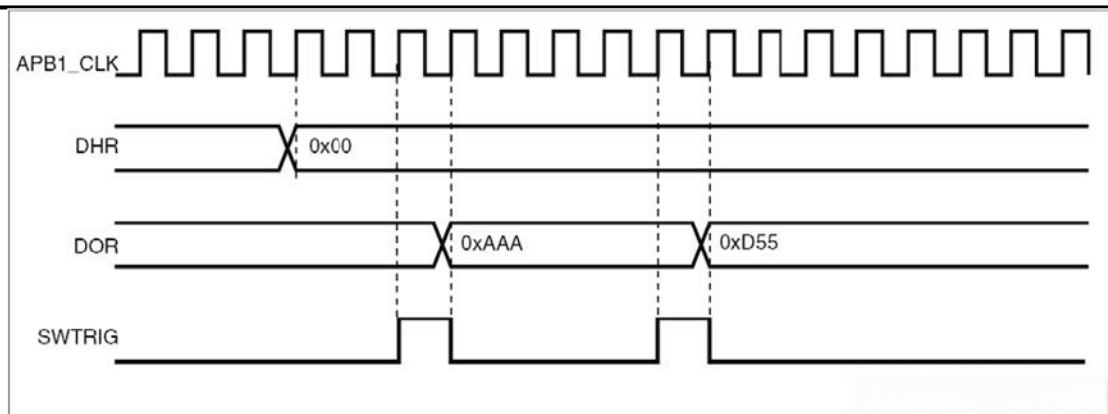 APB1_CLK
DHR
0x00
DOR
0xAAA
0xD55
SWTRIG